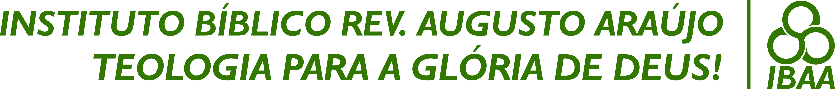 INSTITUTO BÍBLICO REV. AUGUSTO ARAÚJO
TEOLOGIA PARA A GLÓRIA DE DEUS!
IBAA